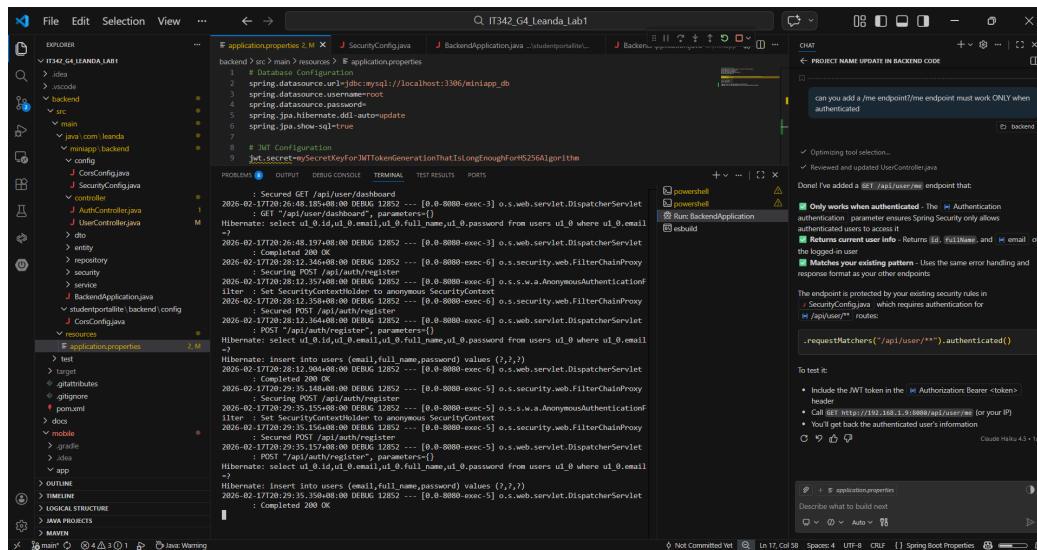 File Edit Selection View ...
IT342_G4_Leanda_Lab1
EXPLORER
IT342_G4_LEANDA_LAB1
.idea
.vscode
backend
src
main
java\com\leanda
miniapp\backend
config
CorsConfig.java
SecurityConfig.java
controller
AuthController.java 1
UserController.java M
dto
entity
repository
security
service
BackendApplication.java
studentportallite\backend\config
CorsConfig.java
resources
application.properties 2, M
test
target
.gitattributes
.gitignore
pom.xml
docs
mobile
.gradle
.idea
app
OUTLINE
TIMELINE
LOGICAL STRUCTURE
JAVA PROJECTS
MAVEN
application.properties 2, M SecurityConfig.java BackendApplication.java ...\studentportallite\...
backend > src > main > resources > application.properties
1 # Database Configuration
2 spring.datasource.url=jdbc:mysql://localhost:3306/miniapp_db
3 spring.datasource.username=root
4 spring.datasource.password=
5 spring.jpa.hibernate.ddl-auto=update
6 spring.jpa.show-sql=true
7
8 # JWT Configuration
9 jwt.secret=mySecretKeyForJWTTokenGenerationThatIsLongEnoughForHS256Algorithm
PROBLEMS 8 OUTPUT DEBUG CONSOLE TERMINAL TEST RESULTS PORTS
: Secured GET /api/user/dashboard
2026-02-17T20:26:48.185+08:00 DEBUG 12852 --- [0.0-8080-exec-3] o.s.web.servlet.DispatcherServlet
: GET "/api/user/dashboard", parameters={}
Hibernate: select u1_0.id,u1_0.email,u1_0.full_name,u1_0.password from users u1_0 where u1_0.email
=?
2026-02-17T20:26:48.197+08:00 DEBUG 12852 --- [0.0-8080-exec-3] o.s.web.servlet.DispatcherServlet
: Completed 200 OK
2026-02-17T20:28:12.346+08:00 DEBUG 12852 --- [0.0-8080-exec-6] o.s.security.web.FilterChainProxy
: Securing POST /api/auth/register
2026-02-17T20:28:12.357+08:00 DEBUG 12852 --- [0.0-8080-exec-6] o.s.s.w.a.AnonymousAuthenticationF
ilter : Set SecurityContextHolder to anonymous SecurityContext
2026-02-17T20:28:12.358+08:00 DEBUG 12852 --- [0.0-8080-exec-6] o.s.security.web.FilterChainProxy
: Secured POST /api/auth/register
2026-02-17T20:28:12.364+08:00 DEBUG 12852 --- [0.0-8080-exec-6] o.s.web.servlet.DispatcherServlet
: POST "/api/auth/register", parameters={}
Hibernate: select u1_0.id,u1_0.email,u1_0.full_name,u1_0.password from users u1_0 where u1_0.email
=?
Hibernate: insert into users (email,full_name,password) values (?,?,?)
2026-02-17T20:28:12.904+08:00 DEBUG 12852 --- [0.0-8080-exec-6] o.s.web.servlet.DispatcherServlet
: Completed 200 OK
2026-02-17T20:29:35.148+08:00 DEBUG 12852 --- [0.0-8080-exec-5] o.s.security.web.FilterChainProxy
: Securing POST /api/auth/register
2026-02-17T20:29:35.155+08:00 DEBUG 12852 --- [0.0-8080-exec-5] o.s.s.w.a.AnonymousAuthenticationF
ilter : Set SecurityContextHolder to anonymous SecurityContext
2026-02-17T20:29:35.156+08:00 DEBUG 12852 --- [0.0-8080-exec-5] o.s.security.web.FilterChainProxy
: Secured POST /api/auth/register
2026-02-17T20:29:35.157+08:00 DEBUG 12852 --- [0.0-8080-exec-5] o.s.web.servlet.DispatcherServlet
: POST "/api/auth/register", parameters={}
Hibernate: select u1_0.id,u1_0.email,u1_0.full_name,u1_0.password from users u1_0 where u1_0.email
=?
Hibernate: insert into users (email,full_name,password) values (?,?,?)
2026-02-17T20:29:35.350+08:00 DEBUG 12852 --- [0.0-8080-exec-5] o.s.web.servlet.DispatcherServlet
: Completed 200 OK
powershell
powershell
Run: BackendApplication
esbuild
CHAT
PROJECT NAME UPDATE IN BACKEND CODE
can you add a /me endpoint?/me endpoint must work ONLY when
authenticated
backend
Optimizing tool selection...
Reviewed and updated UserController.java
Done! I've added a GET /api/user/me endpoint that:
Only works when authenticated - The Authentication
authentication parameter ensures Spring Security only allows
authenticated users to access it
Returns current user info - Returns id, fullName, and email of
the logged-in user
Matches your existing pattern - Uses the same error handling and
response format as your other endpoints
The endpoint is protected by your existing security rules in
SecurityConfig.java which requires authentication for
/api/user/** routes:
.requestMatchers("/api/user/**").authenticated()
To test it:
• Include the JWT token in the Authorization: Bearer <token>
header
• Call GET http://192.168.1.9:8080/api/user/me (or your IP)
• You'll get back the authenticated user's information
Claude Haiku 4.5
application.properties
Describe what to build next
Auto
main* 4 3 1 Java: Warning
Not Committed Yet Ln 17, Col 58 Spaces: 4 UTF-8 CRLF {} Spring Boot Properties